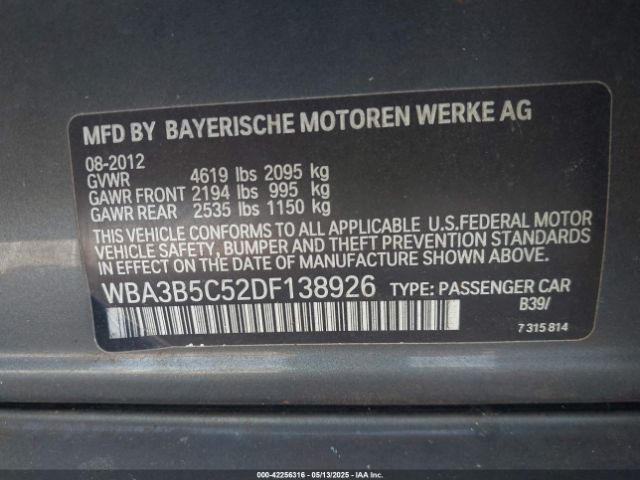 MFD BY BAYERISCHE MOTOREN WERKE AG
08-2012
GVWR 4619 lbs 2095 kg
GAWR FRONT 2194 lbs 995 kg
GAWR REAR 2535 lbs 1150 kg
THIS VEHICLE CONFORMS TO ALL APPLICABLE U.S.FEDERAL MOTOR
VEHICLE SAFETY, BUMPER AND THEFT PREVENTION STANDARDS
IN EFFECT ON THE DATE OF MANUFACTURE SHOWN ABOVE.
WBA3B5C52DF138926 TYPE: PASSENGER CAR
B39/
7 315 814
000-42256316 - 05/13/2025 - IAAI Inc.